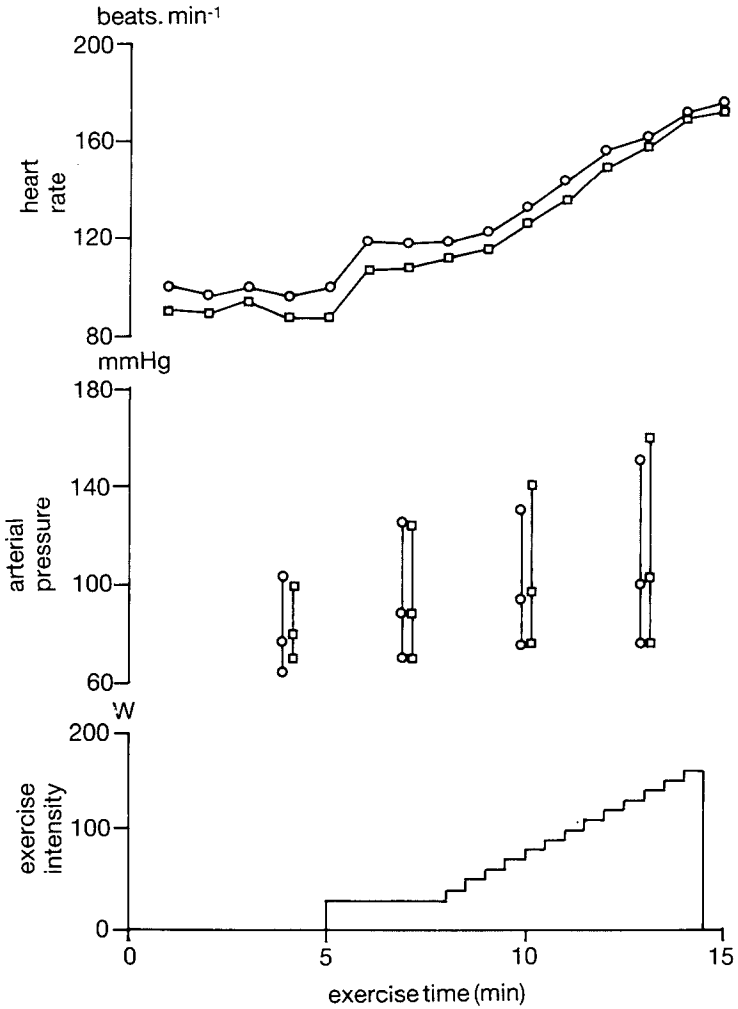 beats. min-1
200
160
120
80
heart
rate
mmHg
180
140
100
60
arterial
pressure
W
200
100
0
exercise
intensity
0
5
10
15
exercise time (min)